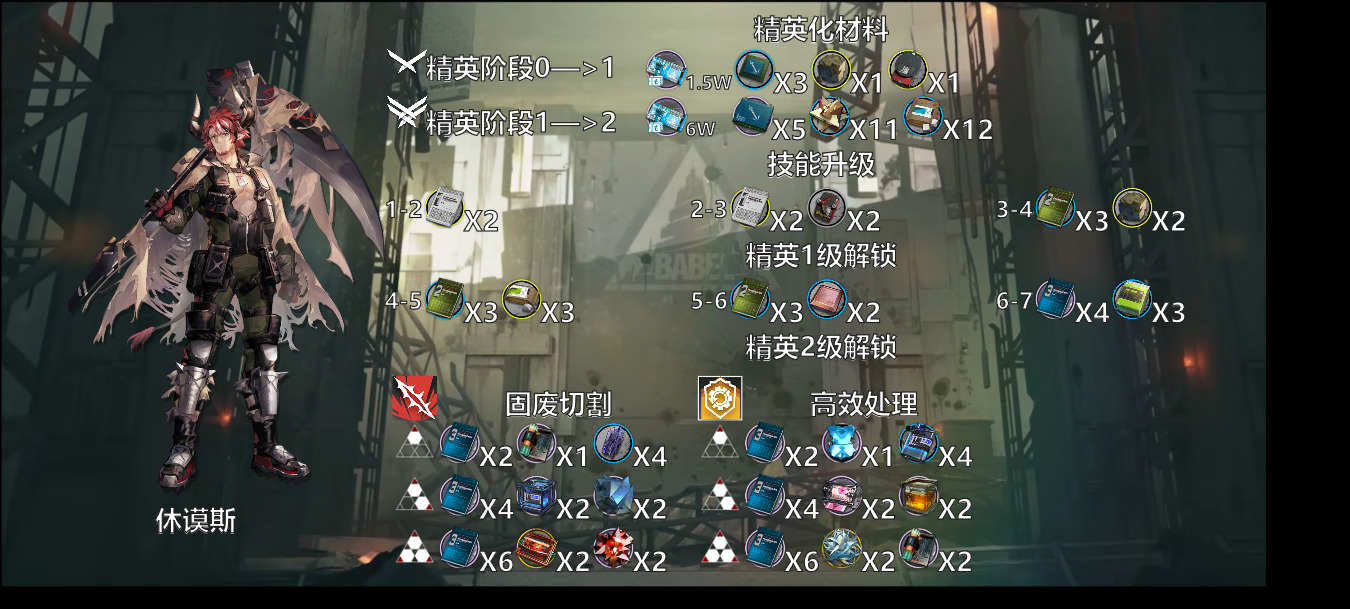 精英化材料
精英阶段0—>1 1.5W X3 X1 X1
精英阶段1—>2 6W X5 X11 X12
技能升级
1-2 X2 2-3 X2 X2 3-4 X3 X2
精英1级解锁
4-5 X3 X3 5-6 X3 X2 6-7 X4 X3
精英2级解锁
固废切割 高效处理
X2 X1 X4 X2 X1 X4
X4 X2 X2 X4 X2 X2
X6 X2 X2 X6 X2 X2
休谟斯
BABEL